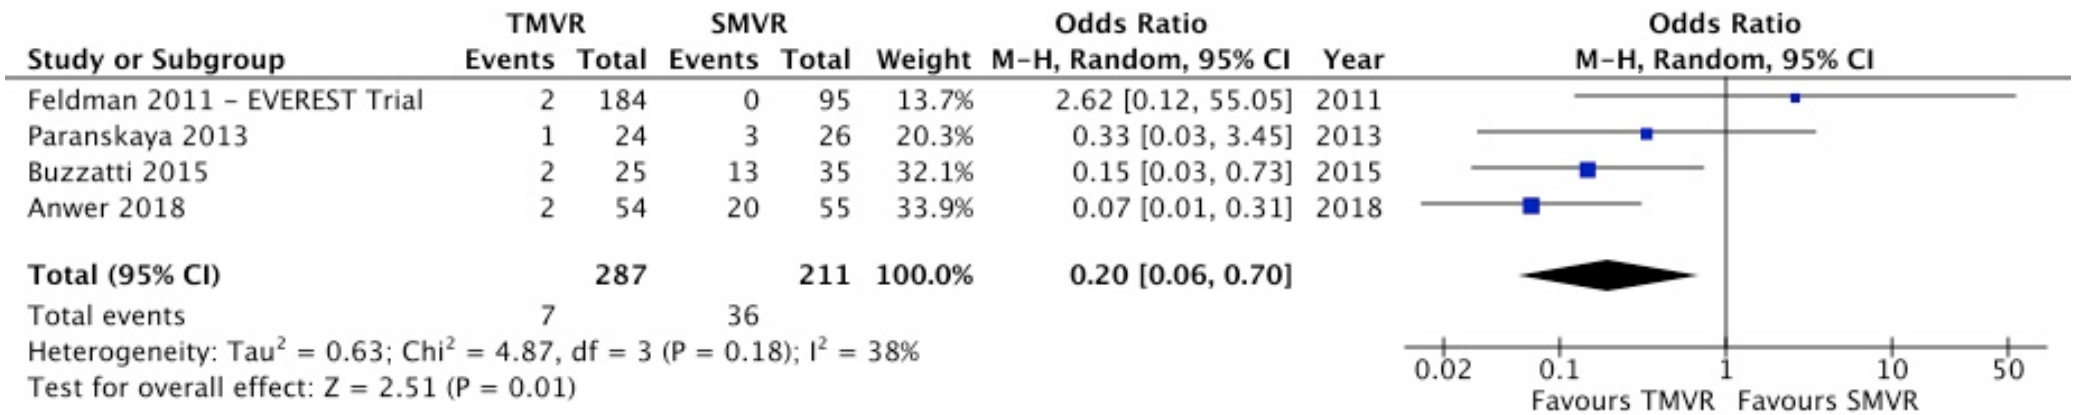 TMVR SMVR Odds Ratio Odds Ratio
Study or Subgroup Events Total Events Total Weight M-H, Random, 95% CI Year M-H, Random, 95% CI
Feldman 2011 – EVEREST Trial 2 184 0 95 13.7% 2.62 [0.12, 55.05] 2011
Paranskaya 2013 1 24 3 26 20.3% 0.33 [0.03, 3.45] 2013
Buzzatti 2015 2 25 13 35 32.1% 0.15 [0.03, 0.73] 2015
Anwer 2018 2 54 20 55 33.9% 0.07 [0.01, 0.31] 2018
Total (95% CI) 287 211 100.0% 0.20 [0.06, 0.70]
Total events 7 36
Heterogeneity: Tau² = 0.63; Chi² = 4.87, df = 3 (P = 0.18); I² = 38%
Test for overall effect: Z = 2.51 (P = 0.01)
0.02 0.1 1 10 50
Favours TMVR Favours SMVR